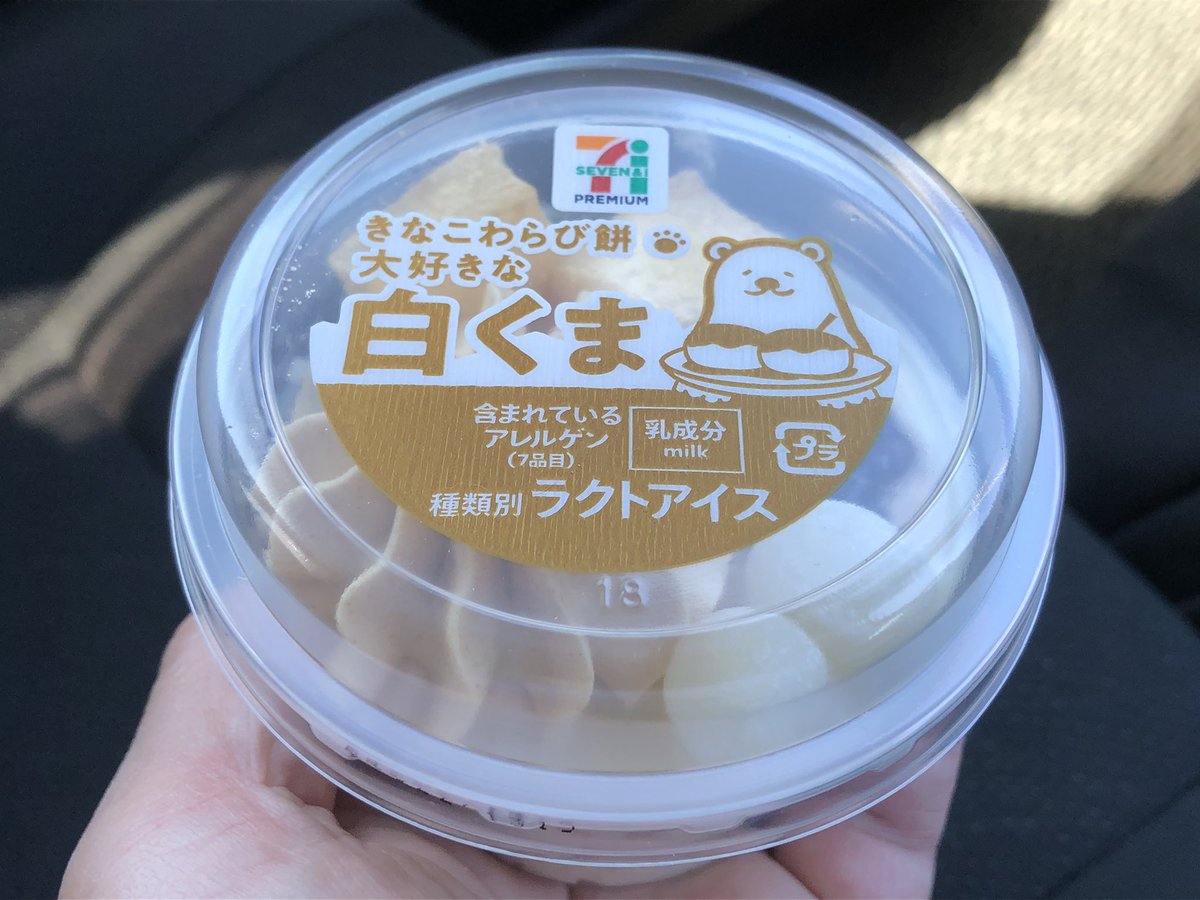 SEVEN&i
PREMIUM
きなこわらび餅
大好きな
白くま
含まれている
アレルゲン
(7品目)
乳成分
milk
プラ
種類別 ラクトアイス
18